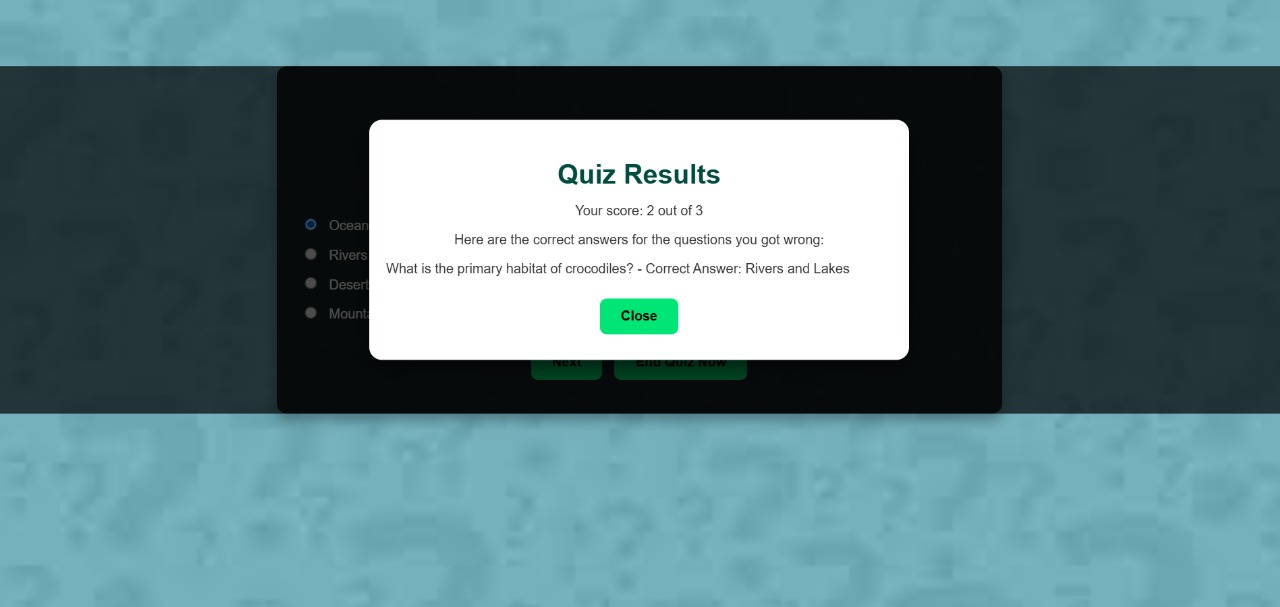 Quiz Results
Your score: 2 out of 3
Here are the correct answers for the questions you got wrong:
What is the primary habitat of crocodiles? - Correct Answer: Rivers and Lakes
Ocean
Rivers
Desert
Mounta
Close
Next
End Quiz Now